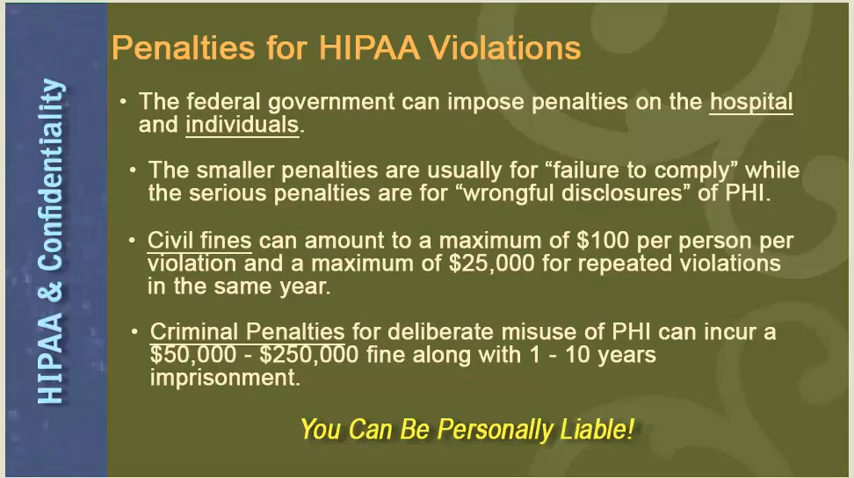 HIPAA & Confidentiality
Penalties for HIPAA Violations
• The federal government can impose penalties on the hospital
and individuals.
• The smaller penalties are usually for “failure to comply” while
the serious penalties are for “wrongful disclosures” of PHI.
• Civil fines can amount to a maximum of $100 per person per
violation and a maximum of $25,000 for repeated violations
in the same year.
• Criminal Penalties for deliberate misuse of PHI can incur a
$50,000 - $250,000 fine along with 1 - 10 years
imprisonment.
You Can Be Personally Liable!